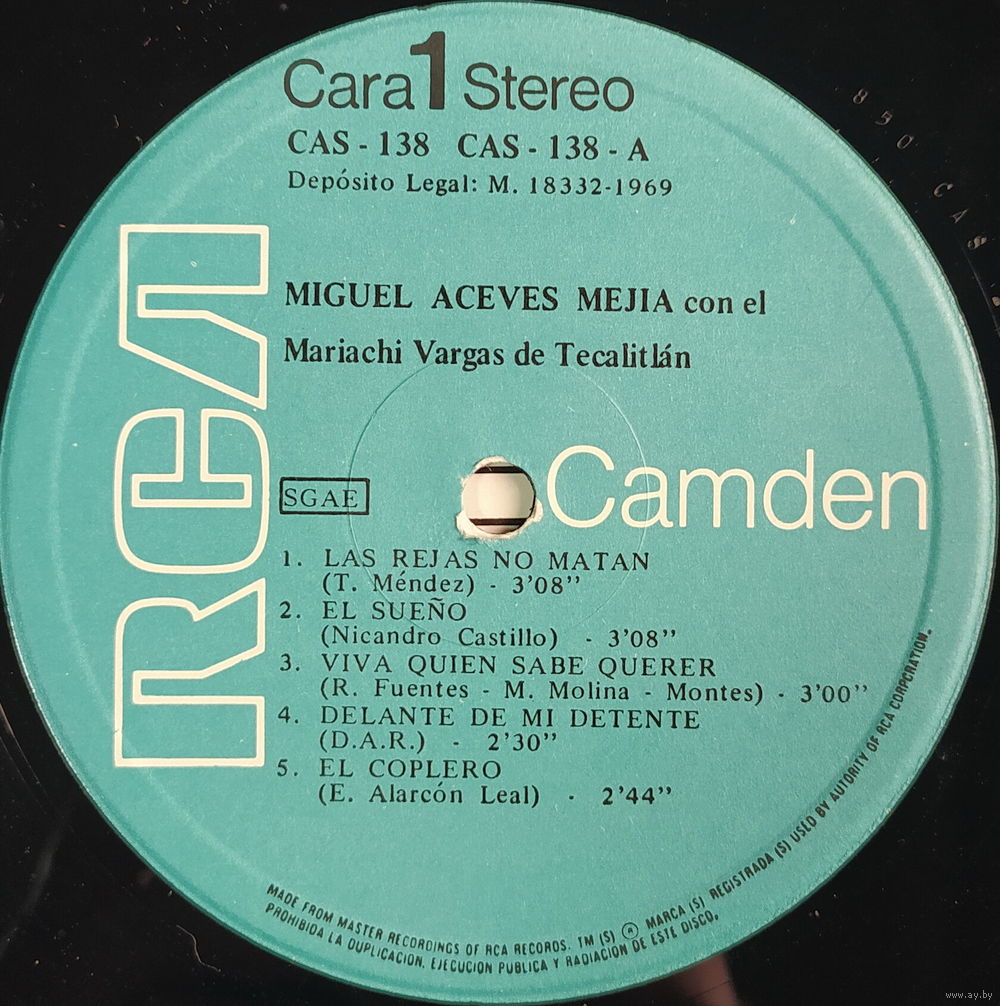 Cara 1 Stereo
CAS - 138 CAS - 138 - A
Depósito Legal: M. 18332-1969
MIGUEL ACEVES MEJIA con el
Mariachi Vargas de Tecalitlán
RCA
Camden
SGAE
1. LAS REJAS NO MATAN
(T. Méndez) - 3'08"
2. EL SUEÑO
(Nicandro Castillo) - 3'08"
3. VIVA QUIEN SABE QUERER
(R. Fuentes - M. Molina - Montes) - 3'00"
4. DELANTE DE MI DETENTE
(D.A.R.) - 2'30"
5. EL COPLERO
(E. Alarcón Leal) - 2'44"
MADE FROM MASTER RECORDINGS OF RCA RECORDS. TM (S) ® MARCA (S) REGISTRADA (S) USED BY AUTORITY OF RCA CORPORATION.
PROHIBIDA LA DUPLICACION, EJECUCION PUBLICA Y RADIACION DE ESTE DISCO.
www.ay.by